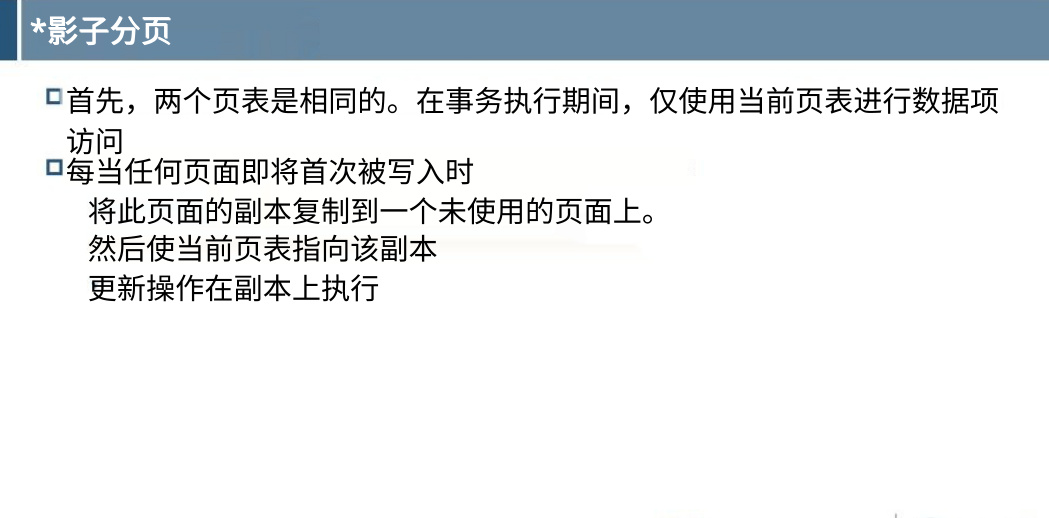 *影子分页
首先，两个页表是相同的。在事务执行期间，仅使用当前页表进行数据项
访问
每当任何页面即将首次被写入时
将此页面的副本复制到一个未使用的页面上。
然后使当前页表指向该副本
更新操作在副本上执行